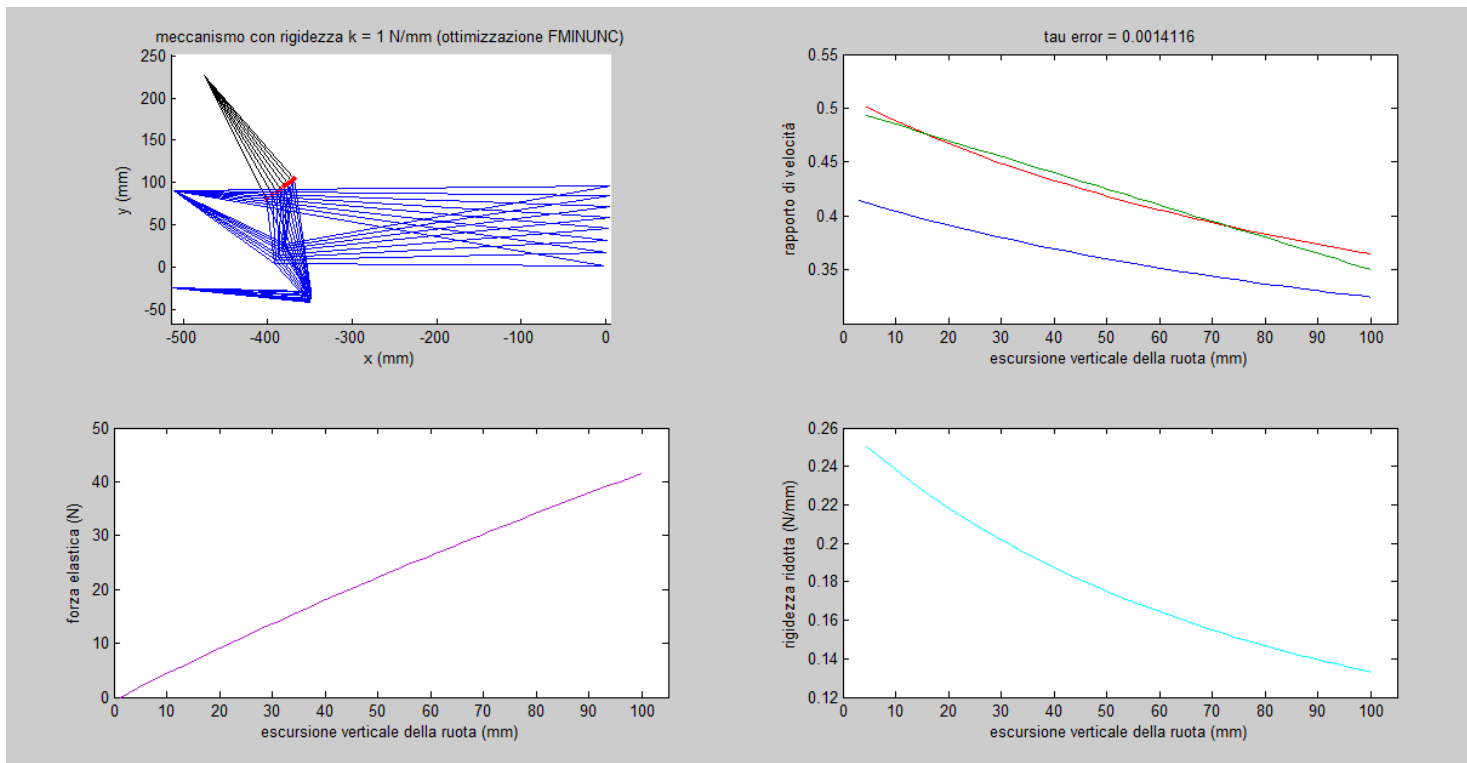 meccanismo con rigidezza k = 1 N/mm (ottimizzazione FMINUNC)
250
200
150
100
50
0
-50
y (mm)
-500 -400 -300 -200 -100 0
x (mm)
tau error = 0.0014116
0.55
0.5
0.45
0.4
0.35
rapporto di velocità
0 10 20 30 40 50 60 70 80 90 100
escursione verticale della ruota (mm)
50
40
30
20
10
0
forza elastica (N)
0 10 20 30 40 50 60 70 80 90 100
escursione verticale della ruota (mm)
0.26
0.24
0.22
0.2
0.18
0.16
0.14
0.12
rigidezza ridotta (N/mm)
0 10 20 30 40 50 60 70 80 90 100
escursione verticale della ruota (mm)